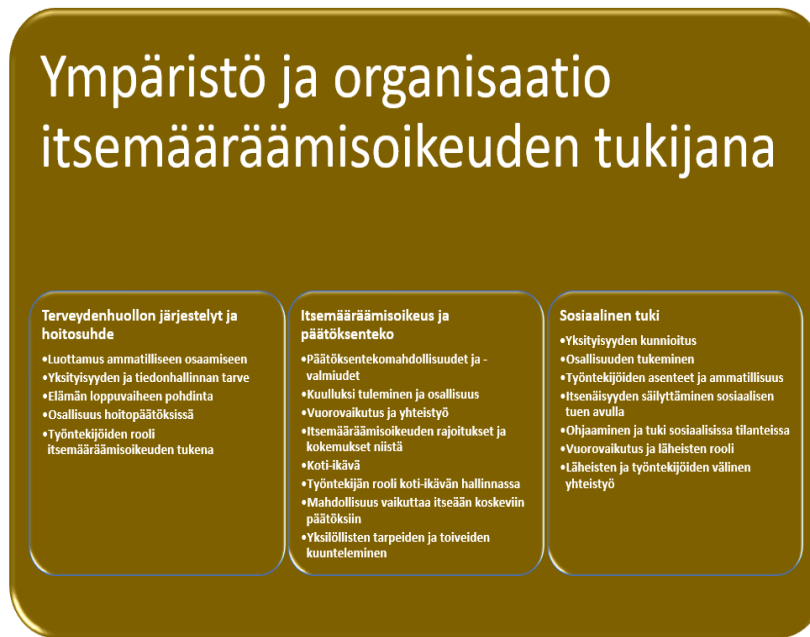 Ympäristö ja organisaatio
itsemääräämisoikeuden tukijana
Terveydenhuollon järjestelyt ja
hoitosuhde
•Luottamus ammatilliseen osaamiseen
•Yksityisyyden ja tiedonhallinnan tarve
•Elämän loppuvaiheen pohdinta
•Osallisuus hoitopäätöksissä
•Työntekijöiden rooli
itsemääräämisoikeuden tukena
Itsemääräämisoikeus ja
päätöksenteko
•Päätöksentekomahdollisuudet ja -
valmiudet
•Kuulluksi tuleminen ja osallisuus
•Vuorovaikutus ja yhteistyö
•Itsemääräämisoikeuden rajoitukset ja
kokemukset niistä
•Koti-ikävä
•Työntekijän rooli koti-ikävän hallinnassa
•Mahdollisuus vaikuttaa itseään koskeviin
päätöksiin
•Yksilöllisten tarpeiden ja toiveiden
kuunteleminen
Sosiaalinen tuki
•Yksityisyyden kunnioitus
•Osallisuuden tukeminen
•Työntekijöiden asenteet ja ammatillisuus
•Itsenäisyyden säilyttäminen sosiaalisen
tuen avulla
•Ohjaaminen ja tuki sosiaalisissa tilanteissa
•Vuorovaikutus ja läheisten rooli
•Läheisten ja työntekijöiden välinen
yhteistyö